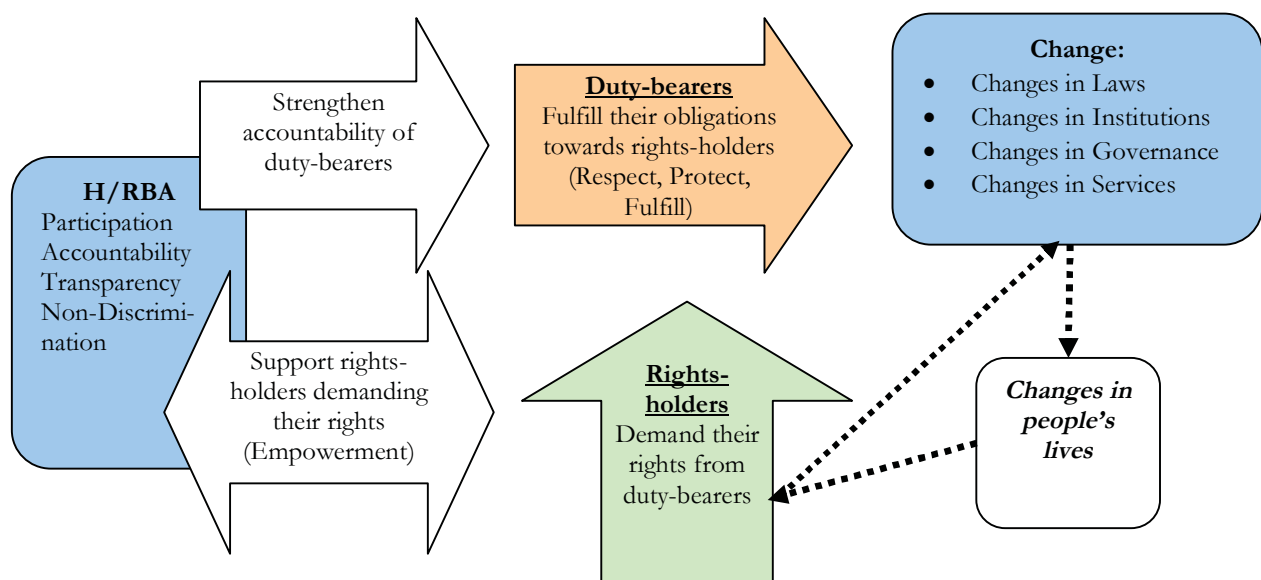 H/RBA
Participation
Accountability
Transparency
Non-Discrimi-
nation
Strengthen
accountability of
duty-bearers
Support rights-
holders demanding
their rights
(Empowerment)
Duty-bearers
Fulfill their obligations
towards rights-holders
(Respect, Protect,
Fulfill)
Rights-
holders
Demand their
rights from
duty-bearers
Change:
• Changes in Laws
• Changes in Institutions
• Changes in Governance
• Changes in Services
Changes in
people’s
lives